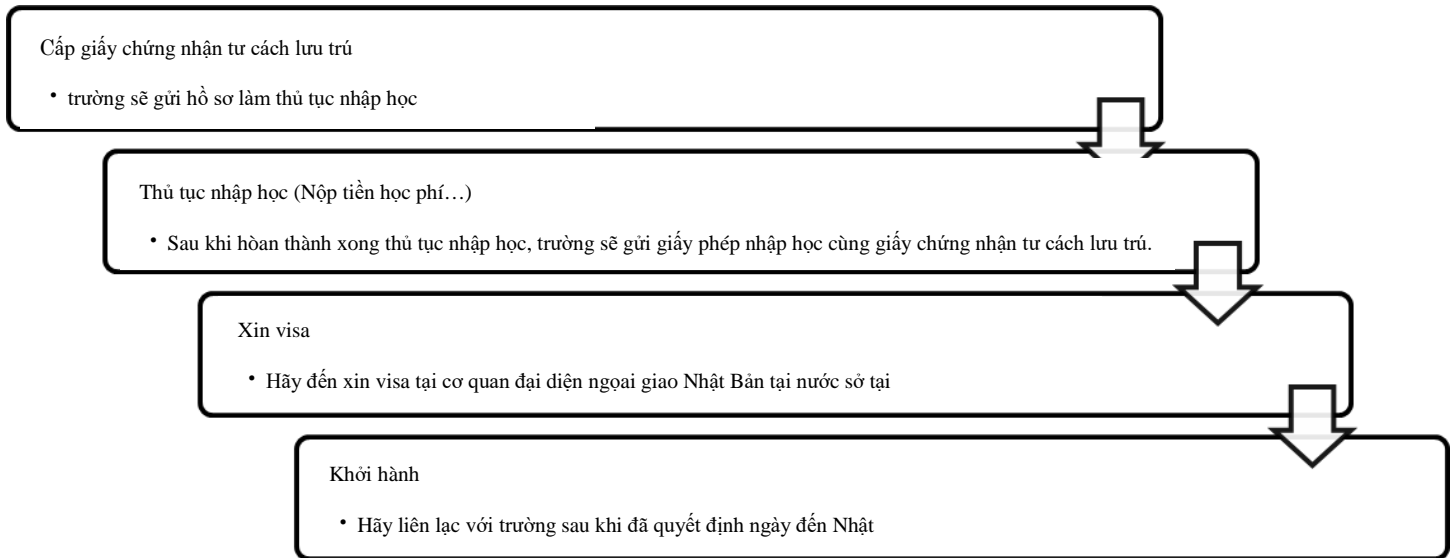 Cấp giấy chứng nhận tư cách lưu trú
• trường sẽ gửi hồ sơ làm thủ tục nhập học
Thủ tục nhập học (Nộp tiền học phí…)
• Sau khi hòan thành xong thủ tục nhập học, trường sẽ gửi giấy phép nhập học cùng giấy chứng nhận tư cách lưu trú.
Xin visa
• Hãy đến xin visa tại cơ quan đại diện ngọai giao Nhật Bản tại nước sở tại
Khởi hành
• Hãy liên lạc với trường sau khi đã quyết định ngày đến Nhật